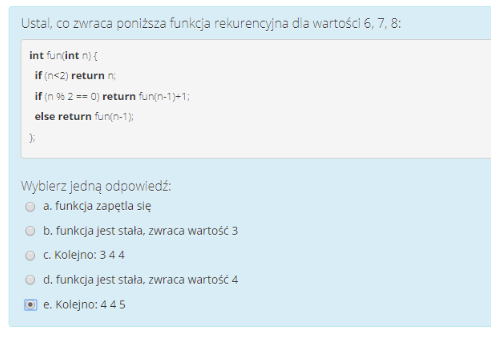 Ustal, co zwraca poniższa funkcja rekurencyjna dla wartości 6, 7, 8:
int fun(int n) {
if (n<2) return n;
if (n % 2 == 0) return fun(n-1)+1;
else return fun(n-1);
};
Wybierz jedną odpowiedź:
a. funkcja zapętla się
b. funkcja jest stała, zwraca wartość 3
c. Kolejno: 3 4 4
d. funkcja jest stała, zwraca wartość 4
e. Kolejno: 4 4 5